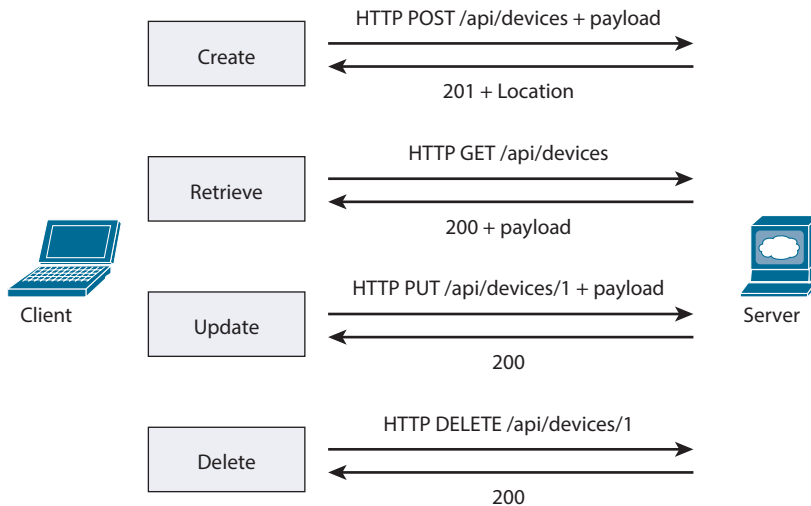 HTTP POST /api/devices + payload
Create
201 + Location
HTTP GET /api/devices
Retrieve
200 + payload
HTTP PUT /api/devices/1 + payload
Client
Update
Server
200
HTTP DELETE /api/devices/1
Delete
200